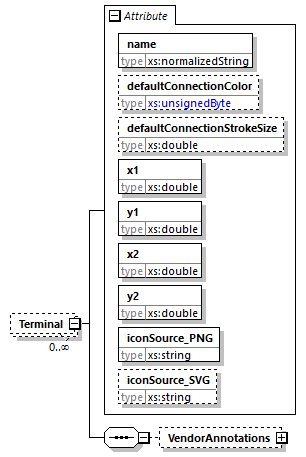 Attribute
name
type xs:normalizedString
defaultConnectionColor
type xs:unsignedByte
defaultConnectionStrokeSize
type xs:double
x1
type xs:double
y1
type xs:double
x2
type xs:double
y2
type xs:double
Terminal
0..∞
iconSource_PNG
type xs:string
iconSource_SVG
type xs:string
VendorAnnotations